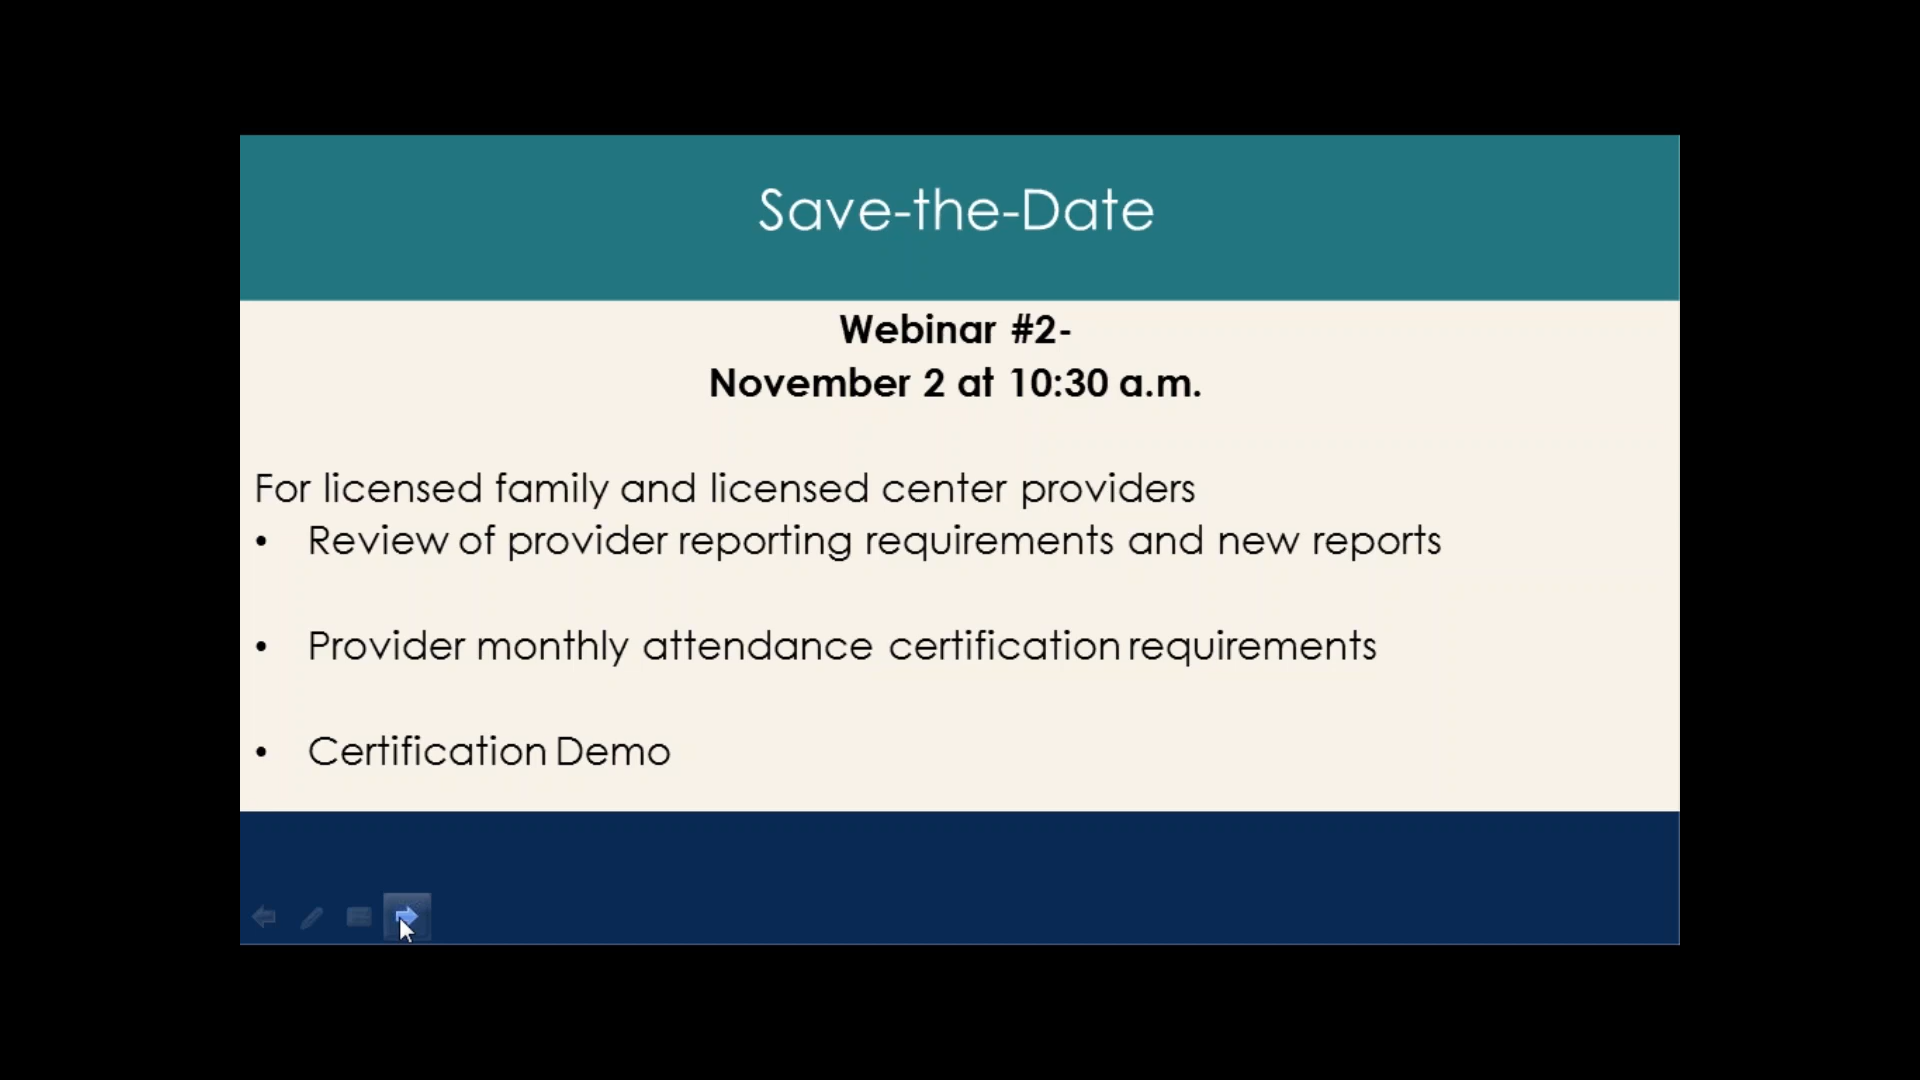 Save-the-Date
Webinar #2-
November 2 at 10:30 a.m.
For licensed family and licensed center providers
• Review of provider reporting requirements and new reports
• Provider monthly attendance certification requirements
• Certification Demo